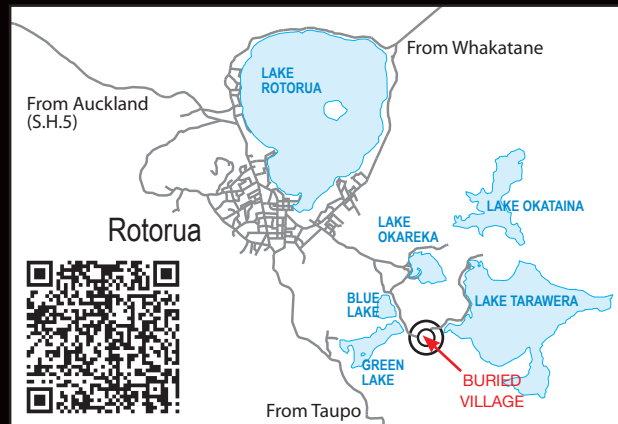 From Whakatane
LAKE
ROTORUA
From Auckland
(S.H.5)
LAKE OKATAINA
Rotorua
LAKE
OKAREKA
BLUE
LAKE
LAKE TARAWERA
GREEN
LAKE
BURIED
VILLAGE
From Taupo